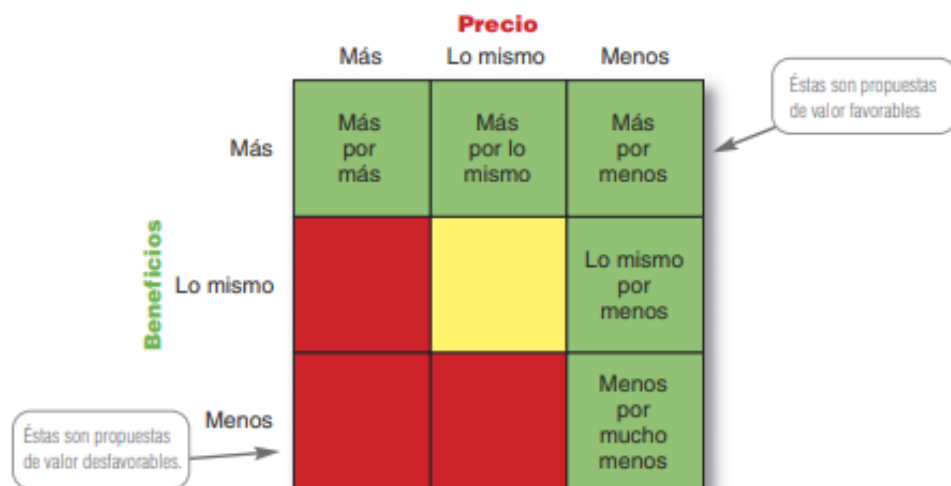 Precio
Más Lo mismo Menos
Éstas son propuestas
de valor favorables
Beneficios
Más
Más
por
más
Más
por lo
mismo
Más
por
menos
Lo mismo
Lo mismo
por
menos
Menos
Menos
por
mucho
menos
Éstas son propuestas
de valor desfavorables.